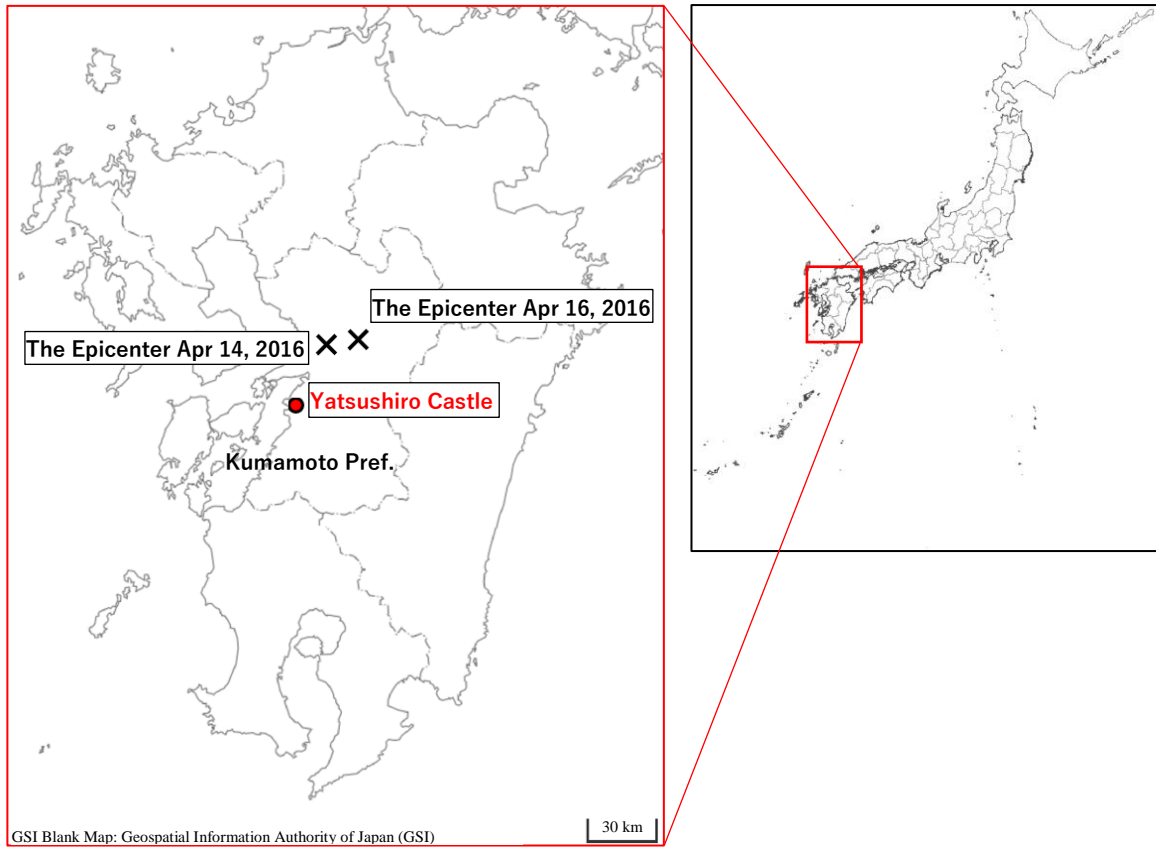 The Epicenter Apr 16, 2016
The Epicenter Apr 14, 2016
Yatsushiro Castle
Kumamoto Pref.
GSI Blank Map: Geospatial Information Authority of Japan (GSI)
30 km